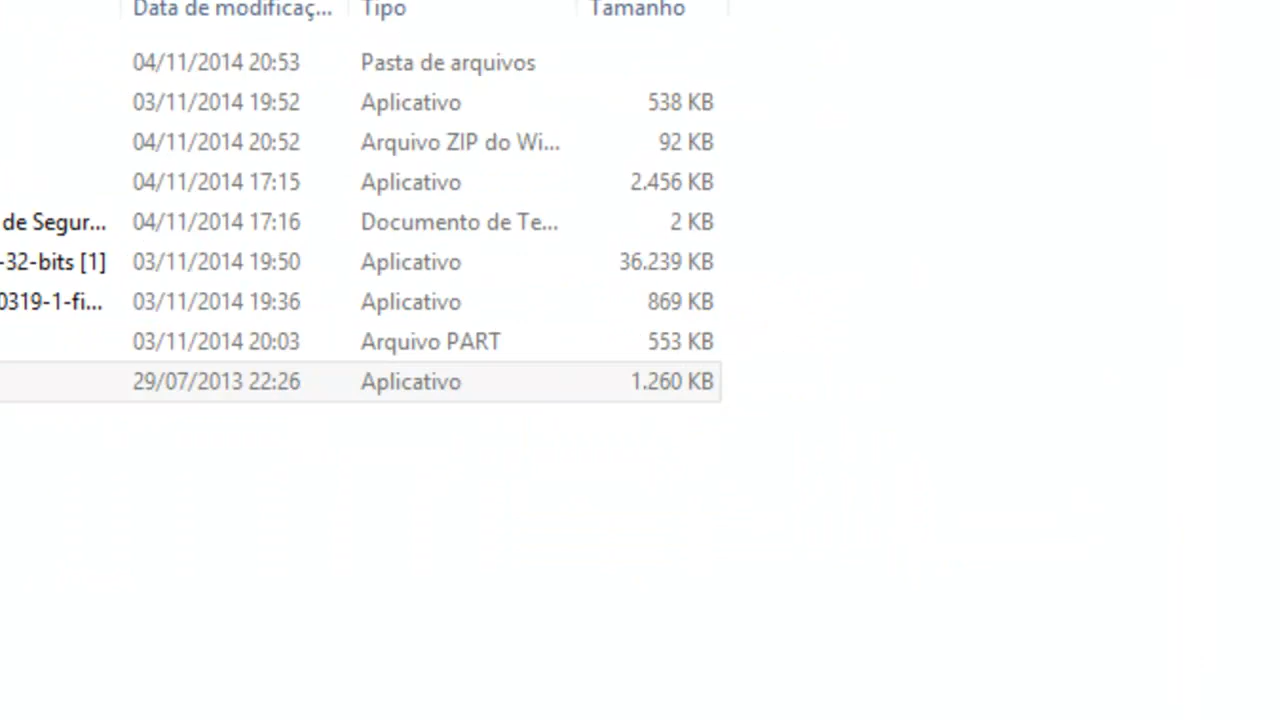 Data de modificaç... Tipo Tamanho
04/11/2014 20:53 Pasta de arquivos
03/11/2014 19:52 Aplicativo 538 KB
04/11/2014 20:52 Arquivo ZIP do Wi... 92 KB
04/11/2014 17:15 Aplicativo 2.456 KB
de Segur... 04/11/2014 17:16 Documento de Te... 2 KB
-32-bits [1] 03/11/2014 19:50 Aplicativo 36.239 KB
0319-1-fi... 03/11/2014 19:36 Aplicativo 869 KB
03/11/2014 20:03 Arquivo PART 553 KB
29/07/2013 22:26 Aplicativo 1.260 KB